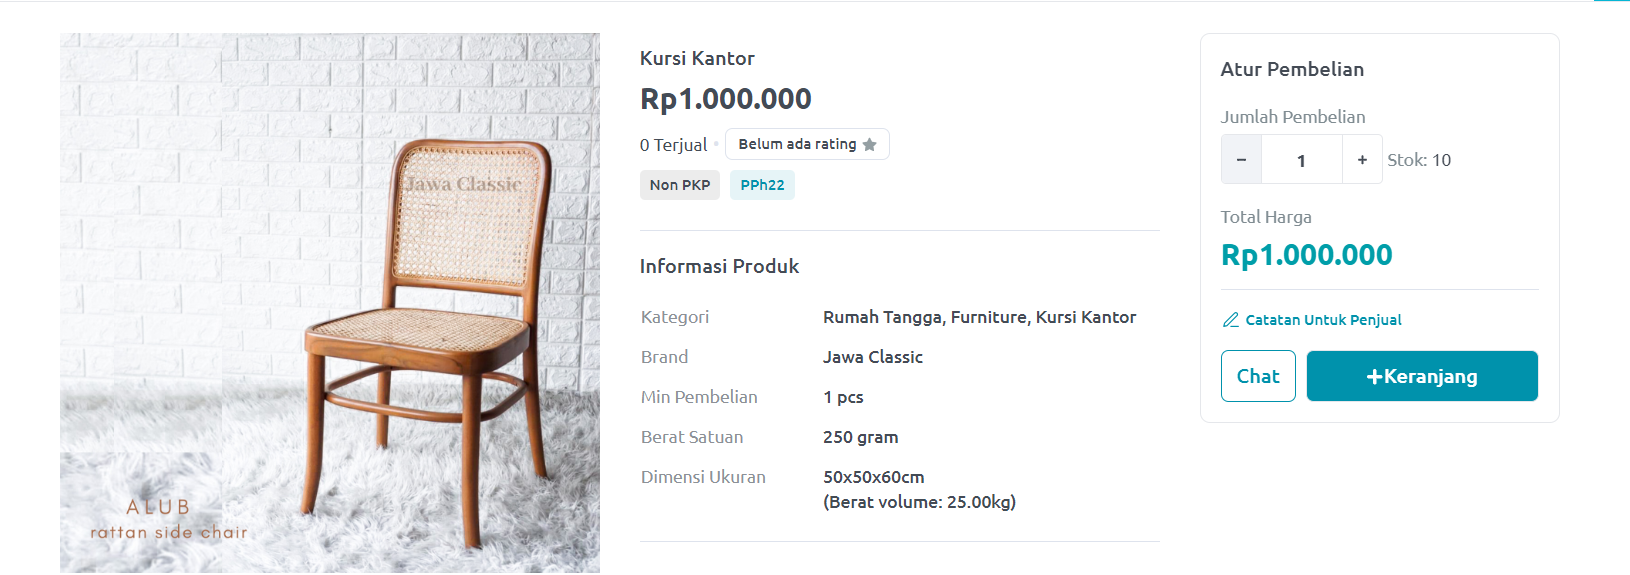 Jawa Classic
ALUB
rattan side chair
Kursi Kantor
Rp1.000.000
0 Terjual
Belum ada rating
Non PKP
PPh22
Informasi Produk
Kategori Rumah Tangga, Furniture, Kursi Kantor
Brand Jawa Classic
Min Pembelian 1 pcs
Berat Satuan 250 gram
Dimensi Ukuran 50x50x60cm
(Berat volume: 25.00kg)
Atur Pembelian
Jumlah Pembelian
− 1 + Stok: 10
Total Harga
Rp1.000.000
Catatan Untuk Penjual
Chat
+Keranjang